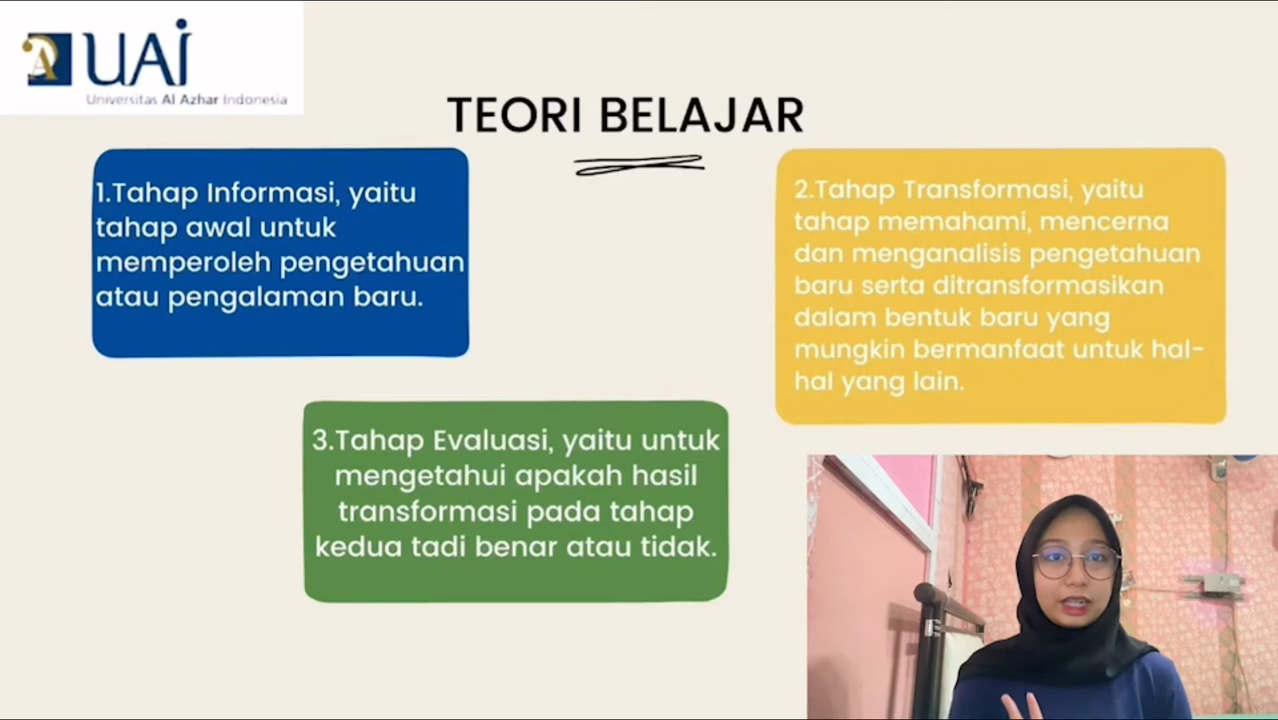 UAI
Universitas Al Azhar Indonesia
TEORI BELAJAR
1.Tahap Informasi, yaitu
tahap awal untuk
memperoleh pengetahuan
atau pengalaman baru.
2.Tahap Transformasi, yaitu
tahap memahami, mencerna
dan menganalisis pengetahuan
baru serta ditransformasikan
dalam bentuk baru yang
mungkin bermanfaat untuk hal-
hal yang lain.
3.Tahap Evaluasi, yaitu untuk
mengetahui apakah hasil
transformasi pada tahap
kedua tadi benar atau tidak.